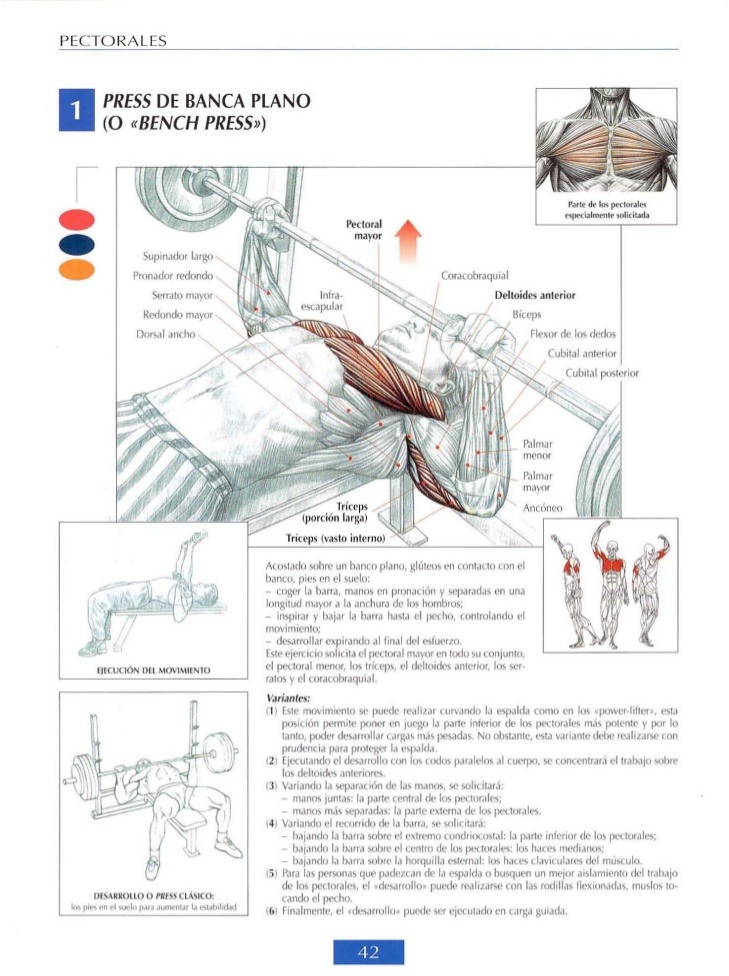 PECTORALES
1
PRESS DE BANCA PLANO
(O «BENCH PRESS»)
Parte de los pectorales
especialmente solicitada
Pectoral
mayor
Supinador largo
Pronador redondo
Serrato mayor
Redondo mayor
Dorsal ancho
Infra-
escapular
Coracobraquial
Deltoides anterior
Bíceps
Flexor de los dedos
Cubital anterior
Cubital posterior
Palmar
menor
Palmar
mayor
Ancóneo
Tríceps
(porción larga)
Tríceps (vasto interno)
EJECUCIÓN DEL MOVIMIENTO
Acostado sobre un banco plano, glúteos en contacto con el
banco, pies en el suelo:
– coger la barra, manos en pronación y separadas en una
longitud mayor a la anchura de los hombros;
– inspirar y bajar la barra hasta el pecho, controlando el
movimiento;
– desarrollar expirando al final del esfuerzo.
Este ejercicio solicita el pectoral mayor en todo su conjunto,
el pectoral menor, los tríceps, el deltoides anterior, los ser-
ratos y el coracobraquial.
Variantes:
(1) Este movimiento se puede realizar curvando la espalda como en los «power-lifter», esta
posición permite poner en juego la parte inferior de los pectorales más potente y por lo
tanto, poder desarrollar cargas más pesadas. No obstante, esta variante debe realizarse con
prudencia para proteger la espalda.
(2) Ejecutando el desarrollo con los codos paralelos al cuerpo, se concentrará el trabajo sobre
los deltoides anteriores.
(3) Variando la separación de las manos, se solicitará:
– manos juntas: la parte central de los pectorales;
– manos más separadas: la parte externa de los pectorales.
(4) Variando el recorrido de la barra, se solicitará:
– bajando la barra sobre el extremo condriocostal: la parte inferior de los pectorales;
– bajando la barra sobre el centro de los pectorales: los haces medianos;
– bajando la barra sobre la horquilla esternal: los haces claviculares del músculo.
(5) Para las personas que padezcan de la espalda o busquen un mejor aislamiento del trabajo
de los pectorales, el «desarrollo» puede realizarse con las rodillas flexionadas, muslos to-
cando el pecho.
(6) Finalmente, el «desarrollo» puede ser ejecutado en carga guiada.
DESARROLLO O PRESS CLÁSICO:
los pies en el suelo para aumentar la estabilidad
42